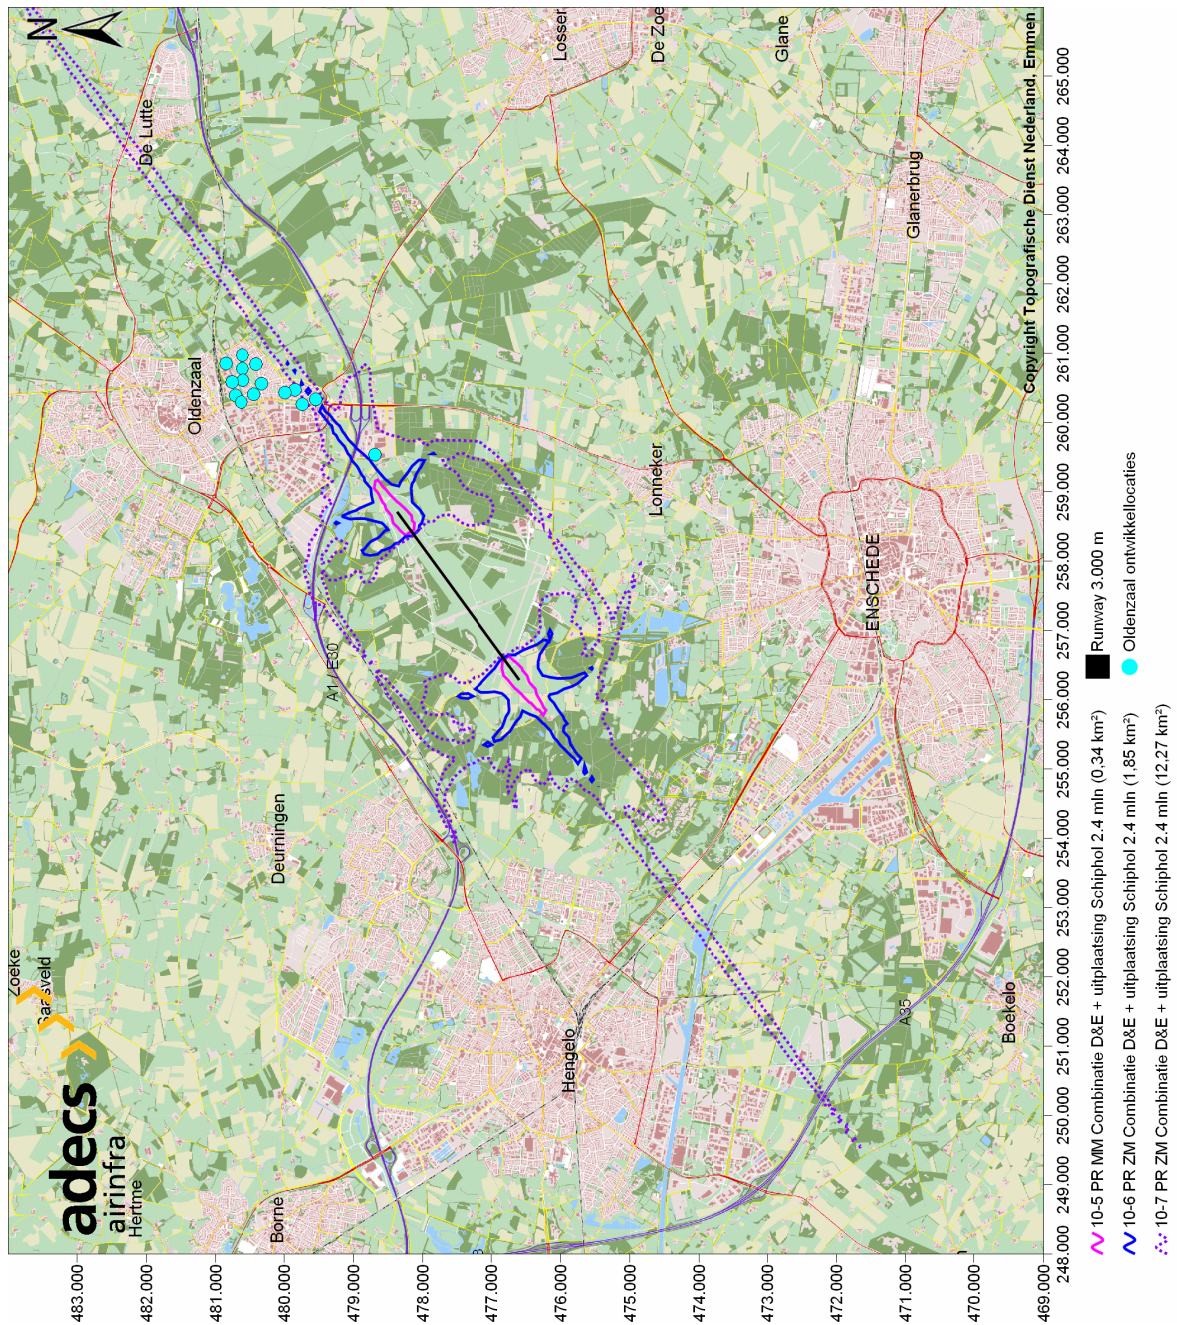 Zoeke
N
Saasveld
adecs
airinfra
Hertme
De Lutte
Oldenzaal
Borne
Deurningen
A1 / E30
Losser
Hengelo
Lonneker
De Zoe
Glane
ENSCHEDE
A35
Glanerbrug
Boekelo
Copyright Topografische Dienst Nederland, Emmen
483.000
482.000
481.000
480.000
479.000
478.000
477.000
476.000
475.000
474.000
473.000
472.000
471.000
470.000
469.000
248.000 249.000 250.000 251.000 252.000 253.000 254.000 255.000 256.000 257.000 258.000 259.000 260.000 261.000 262.000 263.000 264.000 265.000
10-5 PR MM Combinatie D&E + uitplaatsing Schiphol 2.4 mln (0,34 km²)
Runway 3.000 m
10-6 PR ZM Combinatie D&E + uitplaatsing Schiphol 2.4 mln (1,85 km²)
Oldenzaal ontwikkellocaties
10-7 PR ZM Combinatie D&E + uitplaatsing Schiphol 2.4 mln (12,27 km²)